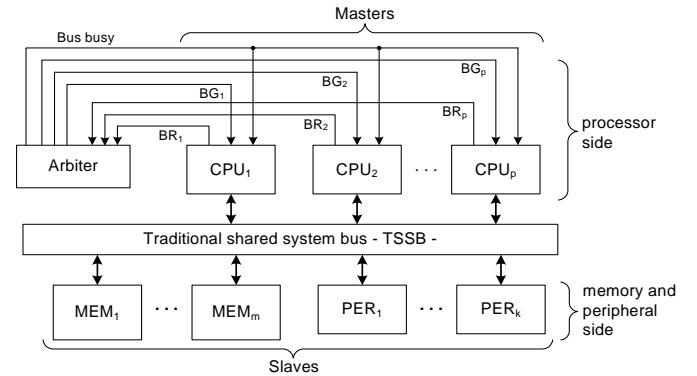 Masters
Bus busy
BG₁ BG₂ BGₚ
BR₁ BR₂ BRₚ
processor
side
Arbiter CPU₁ CPU₂ . . . CPUₚ
Traditional shared system bus - TSSB -
MEM₁ . . . MEMₘ PER₁ . . . PERₖ
memory and
peripheral
side
Slaves